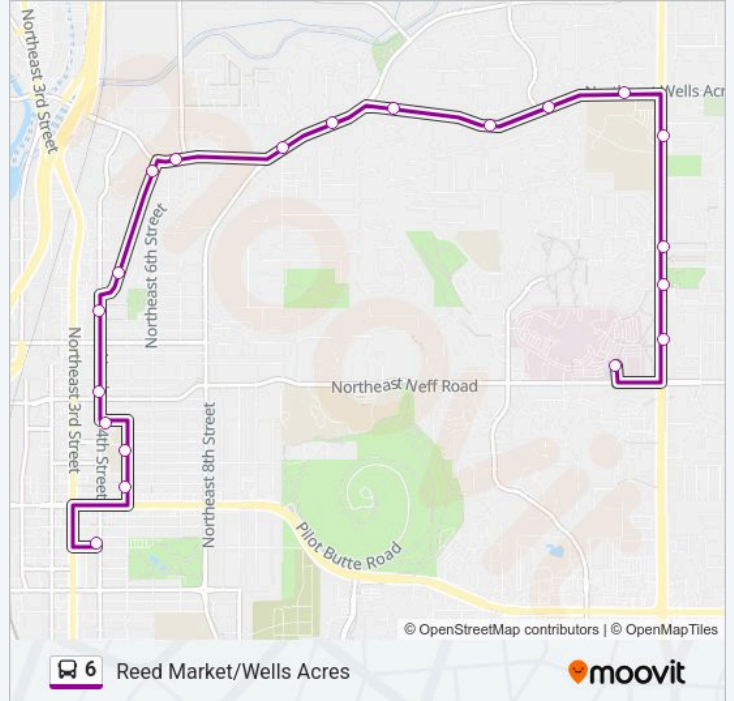 Northeast 3rd Street
Wells Acr
Northeast 6th Street
Northeast 3rd Street
Northeast Neff Road
4th Street
Northeast 8th Street
Pilot Butte Road
© OpenStreetMap contributors | © OpenMapTiles
6 Reed Market/Wells Acres
moovit